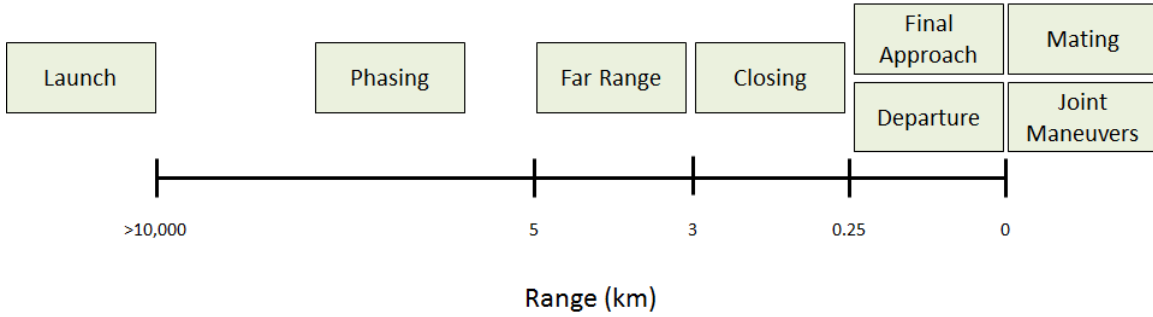 Launch
Phasing
Far Range
Closing
Final
Approach
Mating
Departure
Joint
Maneuvers
>10,000
5
3
0.25
0
Range (km)